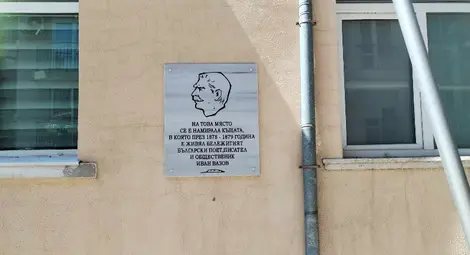 НА ТОВА МЯСТО
СЕ Е НАМИРАЛА КЪЩАТА,
В КОЯТО ПРЕЗ 1878 - 1879 ГОДИНА
Е ЖИВЯЛ БЕЛЕЖИТИЯТ
БЪЛГАРСКИ ПОЕТ, ПИСАТЕЛ
И ОБЩЕСТВЕНИК
ИВАН ВАЗОВ